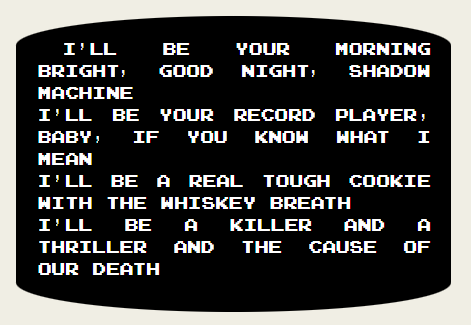 I'LL BE YOUR MORNING
BRIGHT, GOOD NIGHT, SHADOW
MACHINE
I'LL BE YOUR RECORD PLAYER,
BABY, IF YOU KNOW WHAT I
MEAN
I'LL BE A REAL TOUGH COOKIE
WITH THE WHISKEY BREATH
I'LL BE A KILLER AND A
THRILLER AND THE CAUSE OF
OUR DEATH